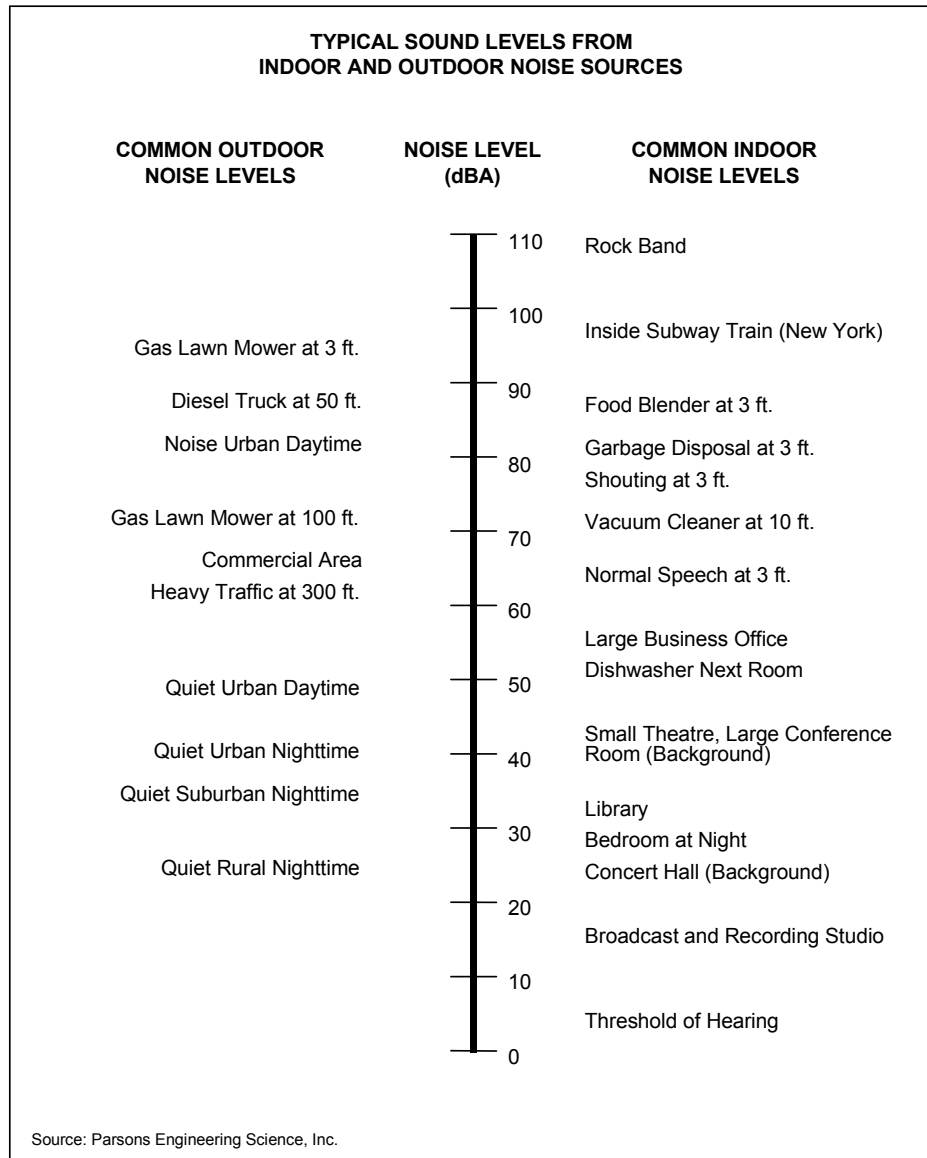 TYPICAL SOUND LEVELS FROM
INDOOR AND OUTDOOR NOISE SOURCES
COMMON OUTDOOR
NOISE LEVELS
NOISE LEVEL
(dBA)
COMMON INDOOR
NOISE LEVELS
110
Rock Band
100
Inside Subway Train (New York)
Gas Lawn Mower at 3 ft.
90
Diesel Truck at 50 ft.
Food Blender at 3 ft.
Noise Urban Daytime
Garbage Disposal at 3 ft.
80
Shouting at 3 ft.
Gas Lawn Mower at 100 ft.
Vacuum Cleaner at 10 ft.
70
Commercial Area
Normal Speech at 3 ft.
Heavy Traffic at 300 ft.
60
Large Business Office
Dishwasher Next Room
50
Quiet Urban Daytime
Small Theatre, Large Conference
Room (Background)
Quiet Urban Nighttime
40
Quiet Suburban Nighttime
Library
30
Bedroom at Night
Quiet Rural Nighttime
Concert Hall (Background)
20
Broadcast and Recording Studio
10
Threshold of Hearing
0
Source: Parsons Engineering Science, Inc.